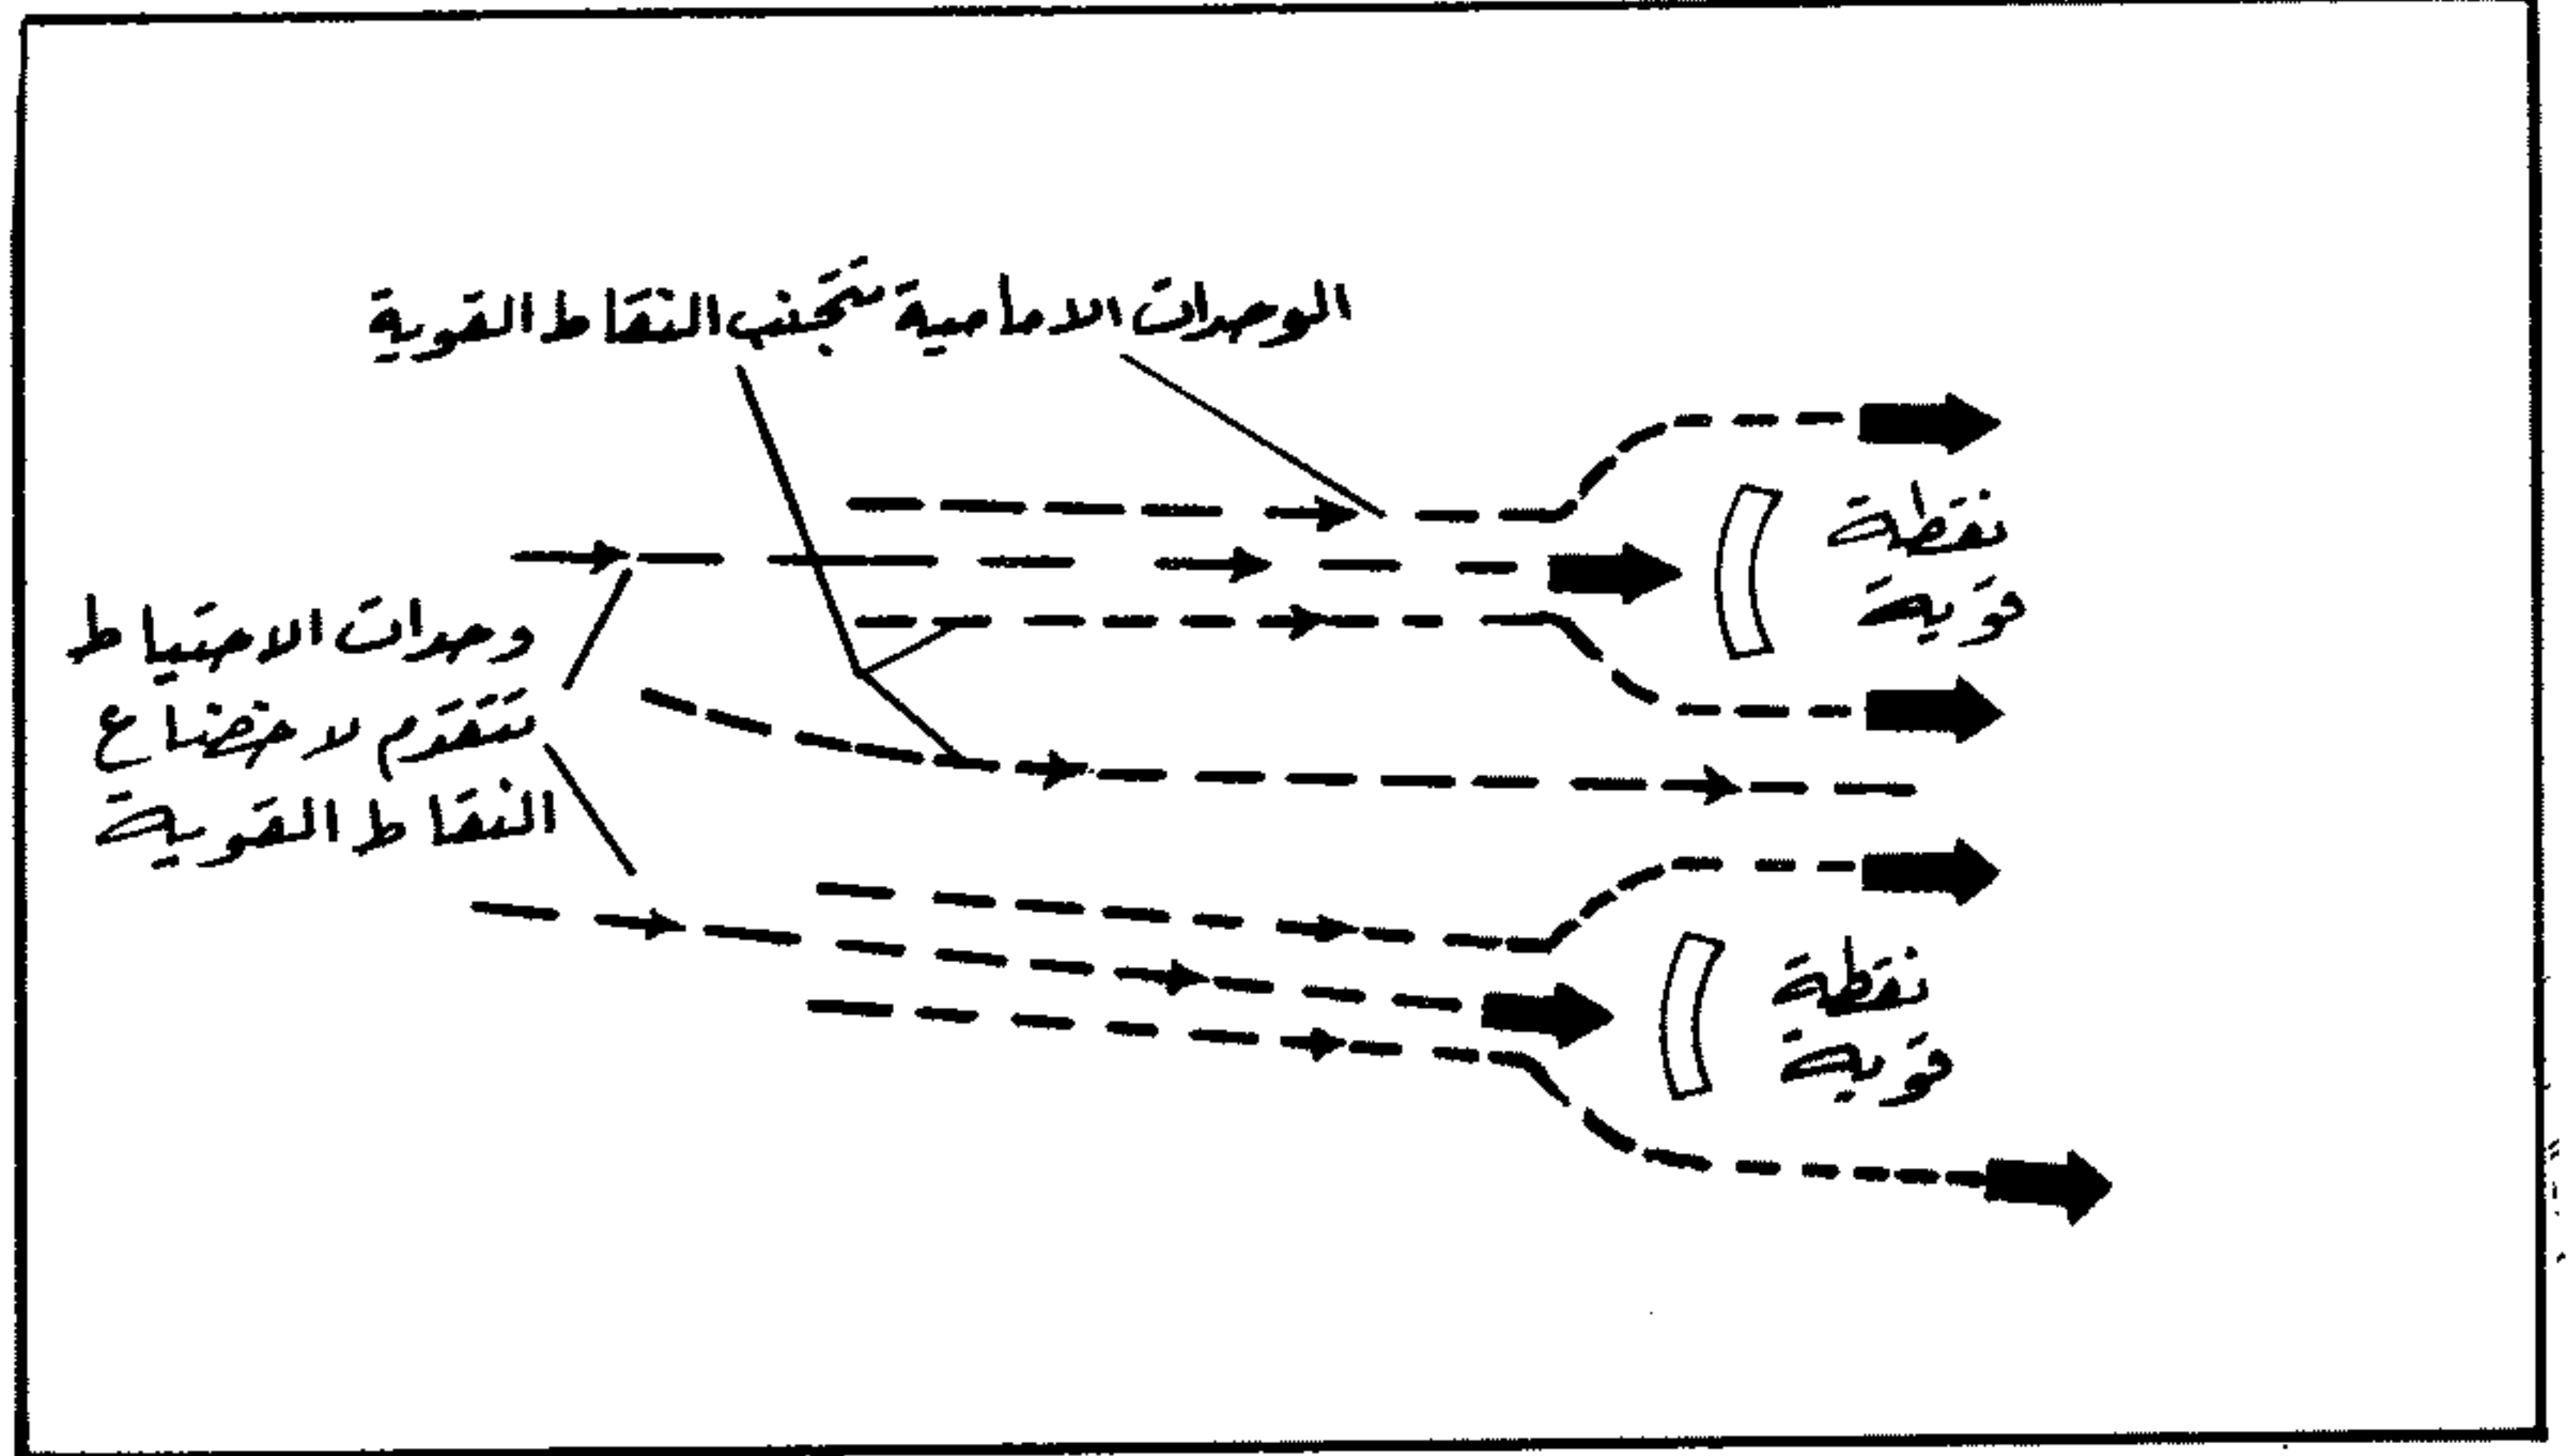 الوحدات الامامية تتجنب النقاط القوية
نقطة
قوية
وحدات الاحتياط
تتقدم لاخضاع
النقاط القوية
نقطة
قوية